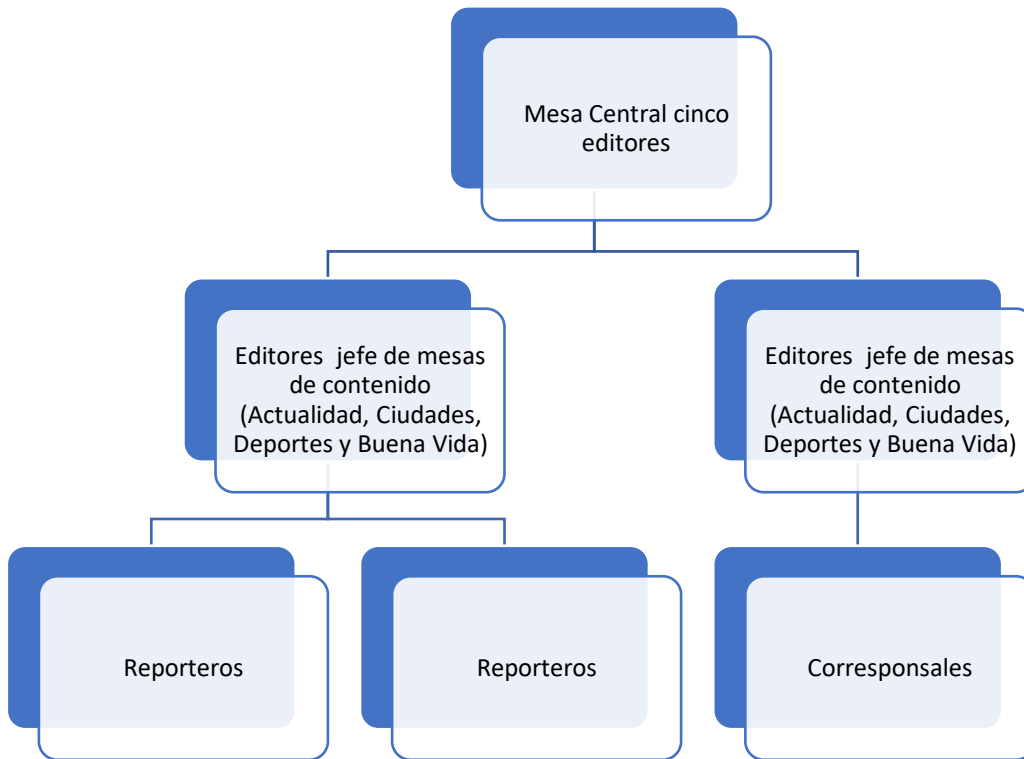 Mesa Central cinco
editores
Editores  jefe de mesas
de contenido
(Actualidad, Ciudades,
Deportes y Buena Vida)
Editores  jefe de mesas
de contenido
(Actualidad, Ciudades,
Deportes y Buena Vida)
Reporteros
Reporteros
Corresponsales